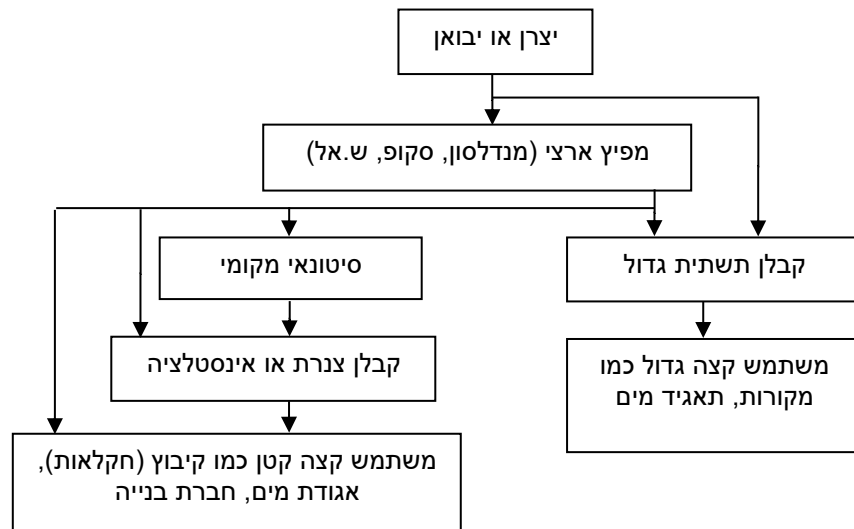 יצרן או יבואן
מפיץ ארצי (מנדלסון, סקופ, ש.אל)
סיטונאי מקומי
קבלן תשתית גדול
קבלן צנרת או אינסטלציה
משתמש קצה גדול כמו
מקורות, תאגיד מים
משתמש קצה קטן כמו קיבוץ (חקלאות),
אגודת מים, חברת בנייה